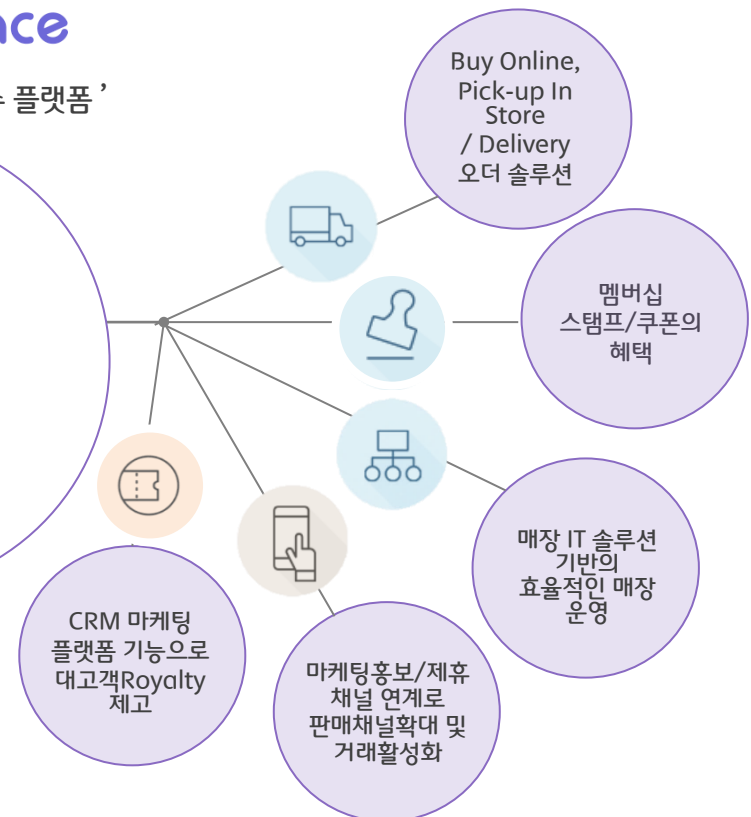 nce
플랫폼 ’
Buy Online,
Pick-up In
Store
/ Delivery
오더 솔루션
멤버십
스탬프/쿠폰의
혜택
매장 IT 솔루션
기반의
효율적인 매장
운영
마케팅홍보/제휴
채널 연계로
판매채널확대 및
거래활성화
CRM 마케팅
플랫폼 기능으로
대고객Royalty
제고